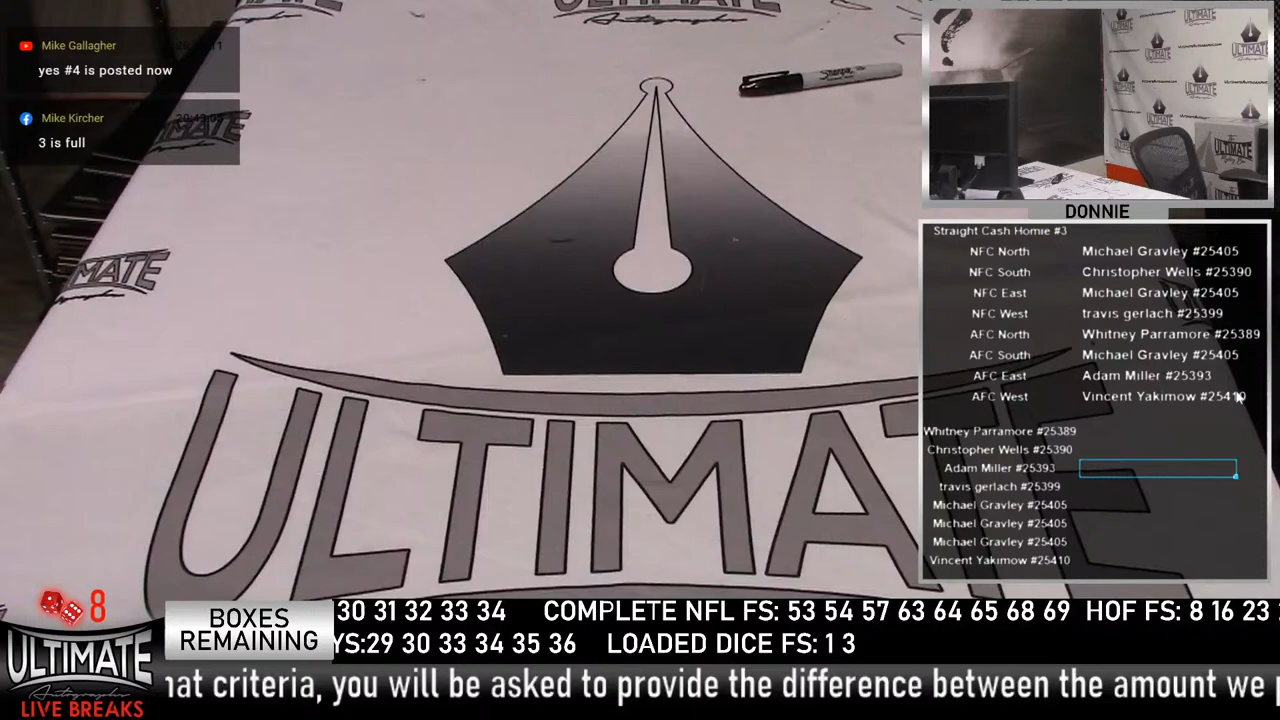 Mike Gallagher
yes #4 is posted now
Mike Kircher
3 is full
Sharpie
ULTIMATE
DONNIE
Straight Cash Homie #3
NFC North Michael Gravley #25405
NFC South Christopher Wells #25390
NFC East Michael Gravley #25405
NFC West travis gerlach #25399
AFC North Whitney Parramore #25389
AFC South Michael Gravley #25405
AFC East Adam Miller #25393
AFC West Vincent Yakimow #25410
Whitney Parramore #25389
Christopher Wells #25390
Adam Miller #25393
travis gerlach #25399
Michael Gravley #25405
Michael Gravley #25405
Michael Gravley #25405
Vincent Yakimow #25410
ULTIMATE
8
BOXES
REMAINING
30 31 32 33 34 COMPLETE NFL FS: 53 54 57 63 64 65 68 69 HOF FS: 8 16 23
YS:29 30 33 34 35 36 LOADED DICE FS: 1 3
ULTIMATE
Autographs
LIVE BREAKS
hat criteria, you will be asked to provide the difference between the amount we